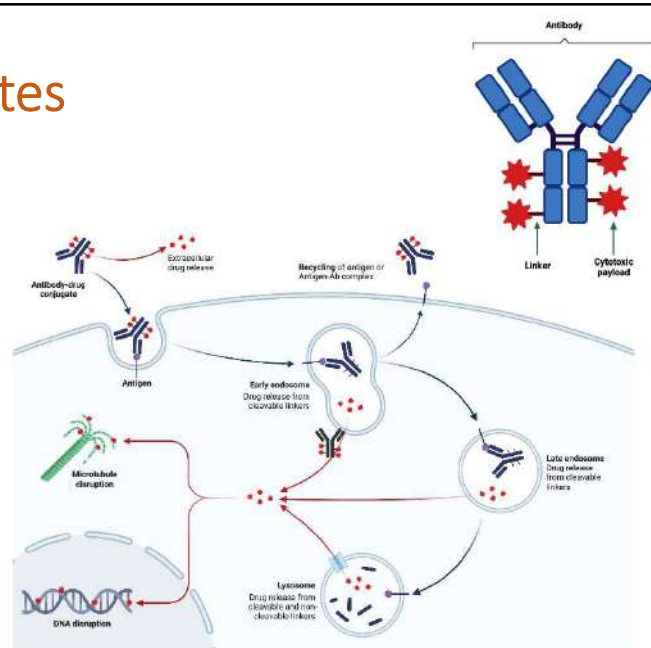 tes
Antibody
Linker
Cytotoxic
payload
Antibody-drug
conjugate
Extracellular
drug release
Recycling of antigen or
Antigen-Ab complex
Antigen
Early endosome
Drug release from
cleavable linkers
Late endosome
Drug release
from cleavable
linkers
Microtubule
disruption
Lysosome
Drug release from
cleavable and non-
cleavable linkers
DNA disruption